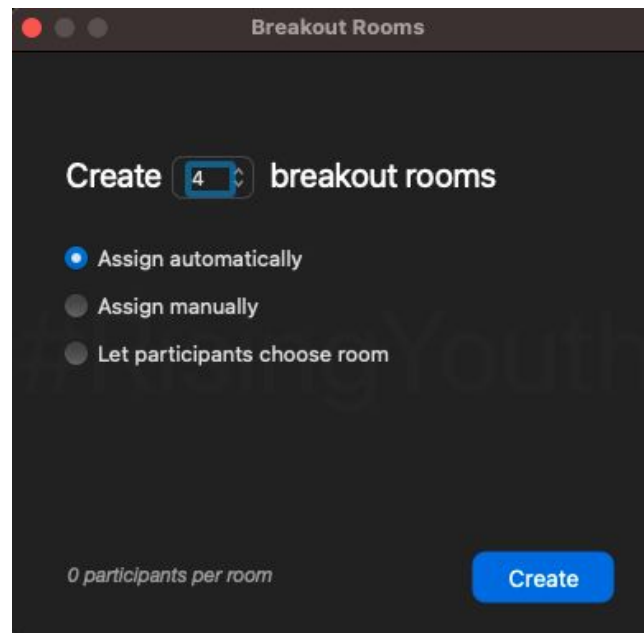 Breakout Rooms
Create 4 breakout rooms
Assign automatically
Assign manually
#RisingYouth
Let participants choose room
0 participants per room
Create